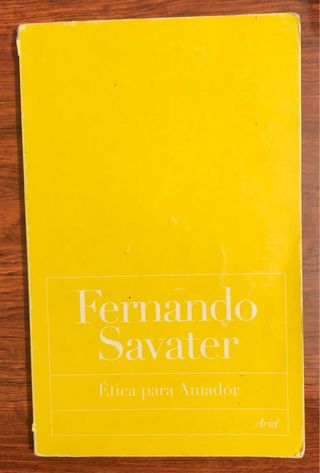 Fernando
Savater
Ética para Amador
Ariel